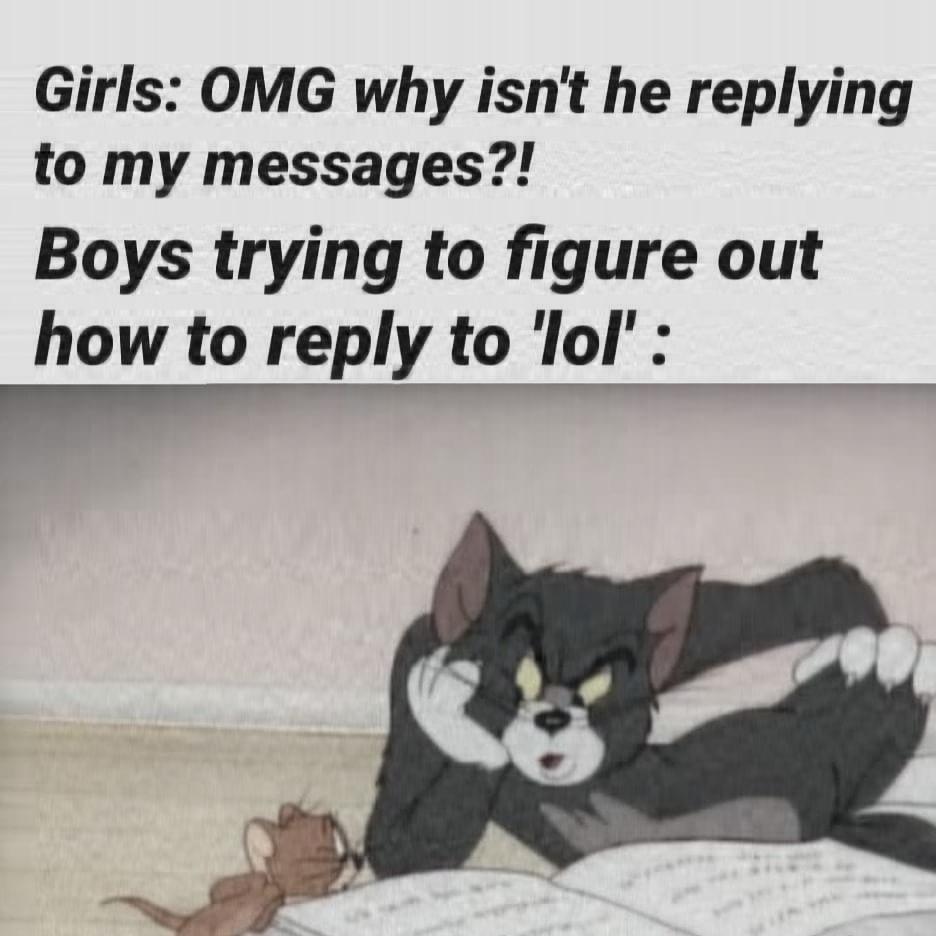 Girls: OMG why isn't he replying
to my messages?!
Boys trying to figure out
how to reply to 'lol' :